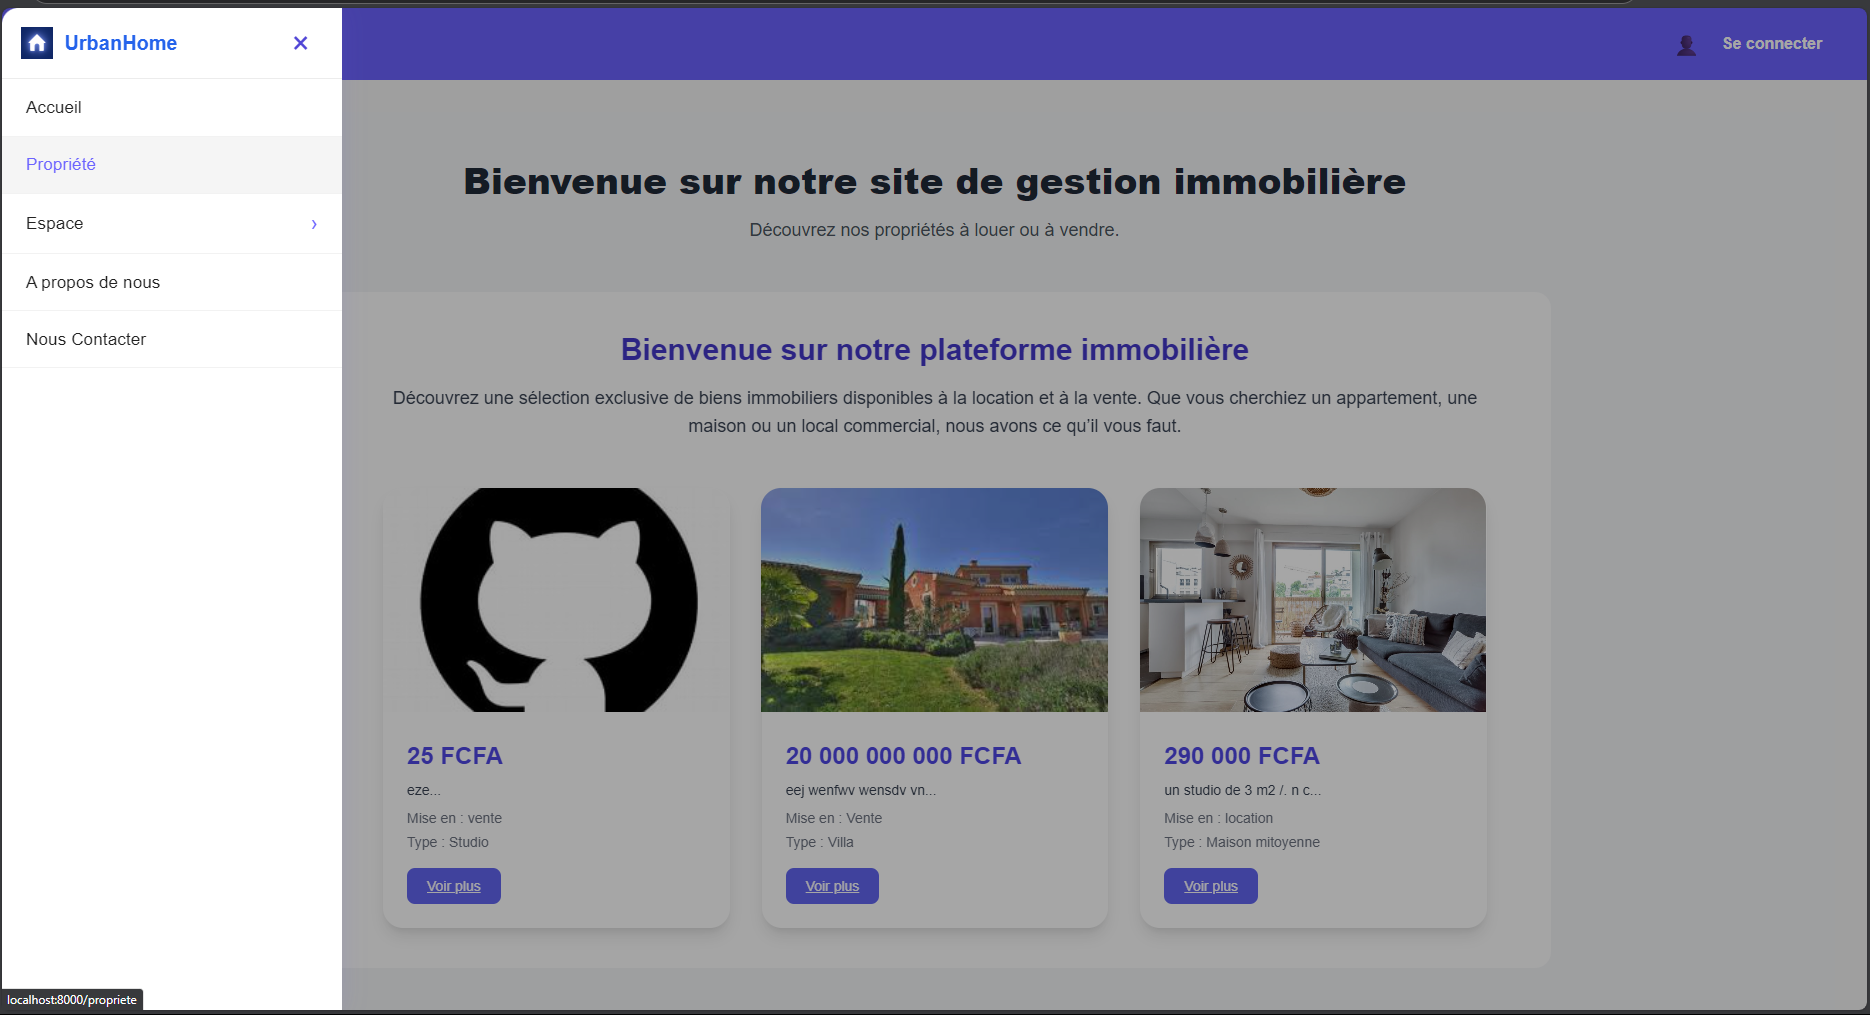 UrbanHome
×
Accueil
Propriété
Espace ›
A propos de nous
Nous Contacter
Se connecter
Bienvenue sur notre site de gestion immobilière
Découvrez nos propriétés à louer ou à vendre.
Bienvenue sur notre plateforme immobilière
Découvrez une sélection exclusive de biens immobiliers disponibles à la location et à la vente. Que vous cherchiez un appartement, une
maison ou un local commercial, nous avons ce qu’il vous faut.
25 FCFA
eze...
Mise en : vente
Type : Studio
Voir plus
20 000 000 000 FCFA
eej wenfwv wensdv vn...
Mise en : Vente
Type : Villa
Voir plus
290 000 FCFA
un studio de 3 m2 /. n c...
Mise en : location
Type : Maison mitoyenne
Voir plus
localhost:8000/propriete